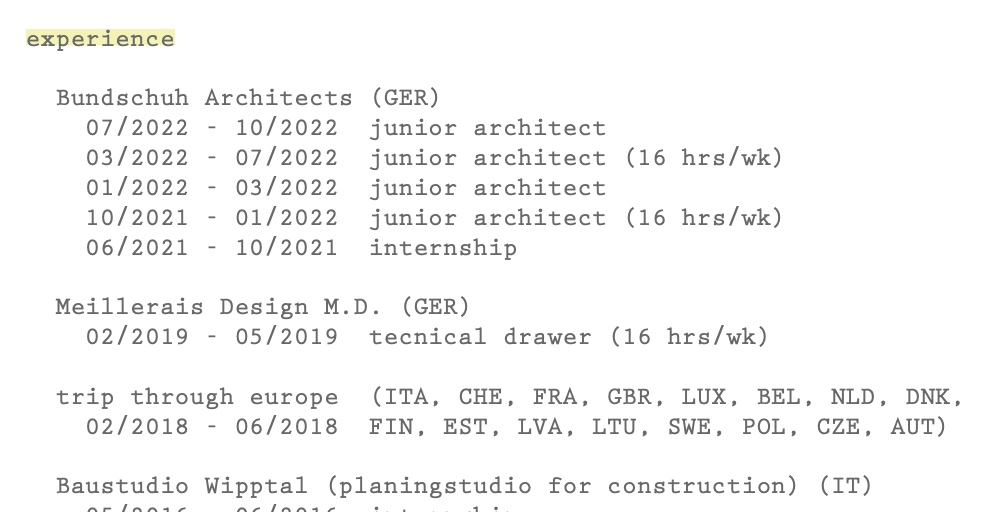 experience
Bundschuh Architects (GER)
07/2022 - 10/2022 junior architect
03/2022 - 07/2022 junior architect (16 hrs/wk)
01/2022 - 03/2022 junior architect
10/2021 - 01/2022 junior architect (16 hrs/wk)
06/2021 - 10/2021 internship
Meillerais Design M.D. (GER)
02/2019 - 05/2019 tecnical drawer (16 hrs/wk)
trip through europe (ITA, CHE, FRA, GBR, LUX, BEL, NLD, DNK,
02/2018 - 06/2018 FIN, EST, LVA, LTU, SWE, POL, CZE, AUT)
Baustudio Wipptal (planingstudio for construction) (IT)